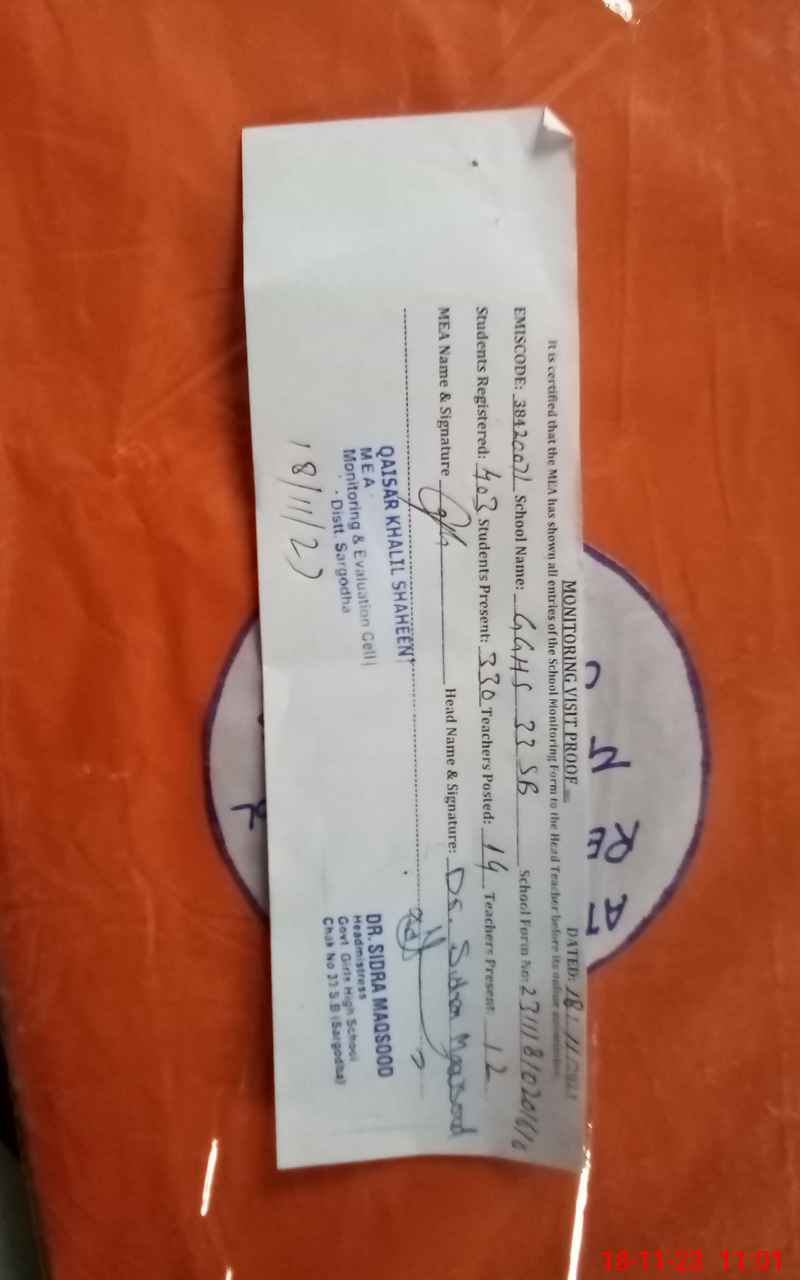 MONITORING VISIT PROOF
DATED: 18-11-2023
It is certified that the MEA has shown all entries of the School Monitoring Form to the Head Teacher before its online
EMISCODE: 38420071 School Name: GGHS 33 SB School Form No:
Students Registered: 403 Students Present: 330 Teachers Posted: 14 Teachers Present: 12
MEA Name & Signature Head Name & Signature: Dr. Sidra Maqsood
QAISAR KHALIL SHAHEEN
MEA
Monitoring & Evaluation Cell
Distt. Sargodha
18/11/23
DR. SIDRA MAQSOOD
Headmistress
Govt. Girls High School
Chak No 33 S.B (Sargodha)
18-11-23 11:01